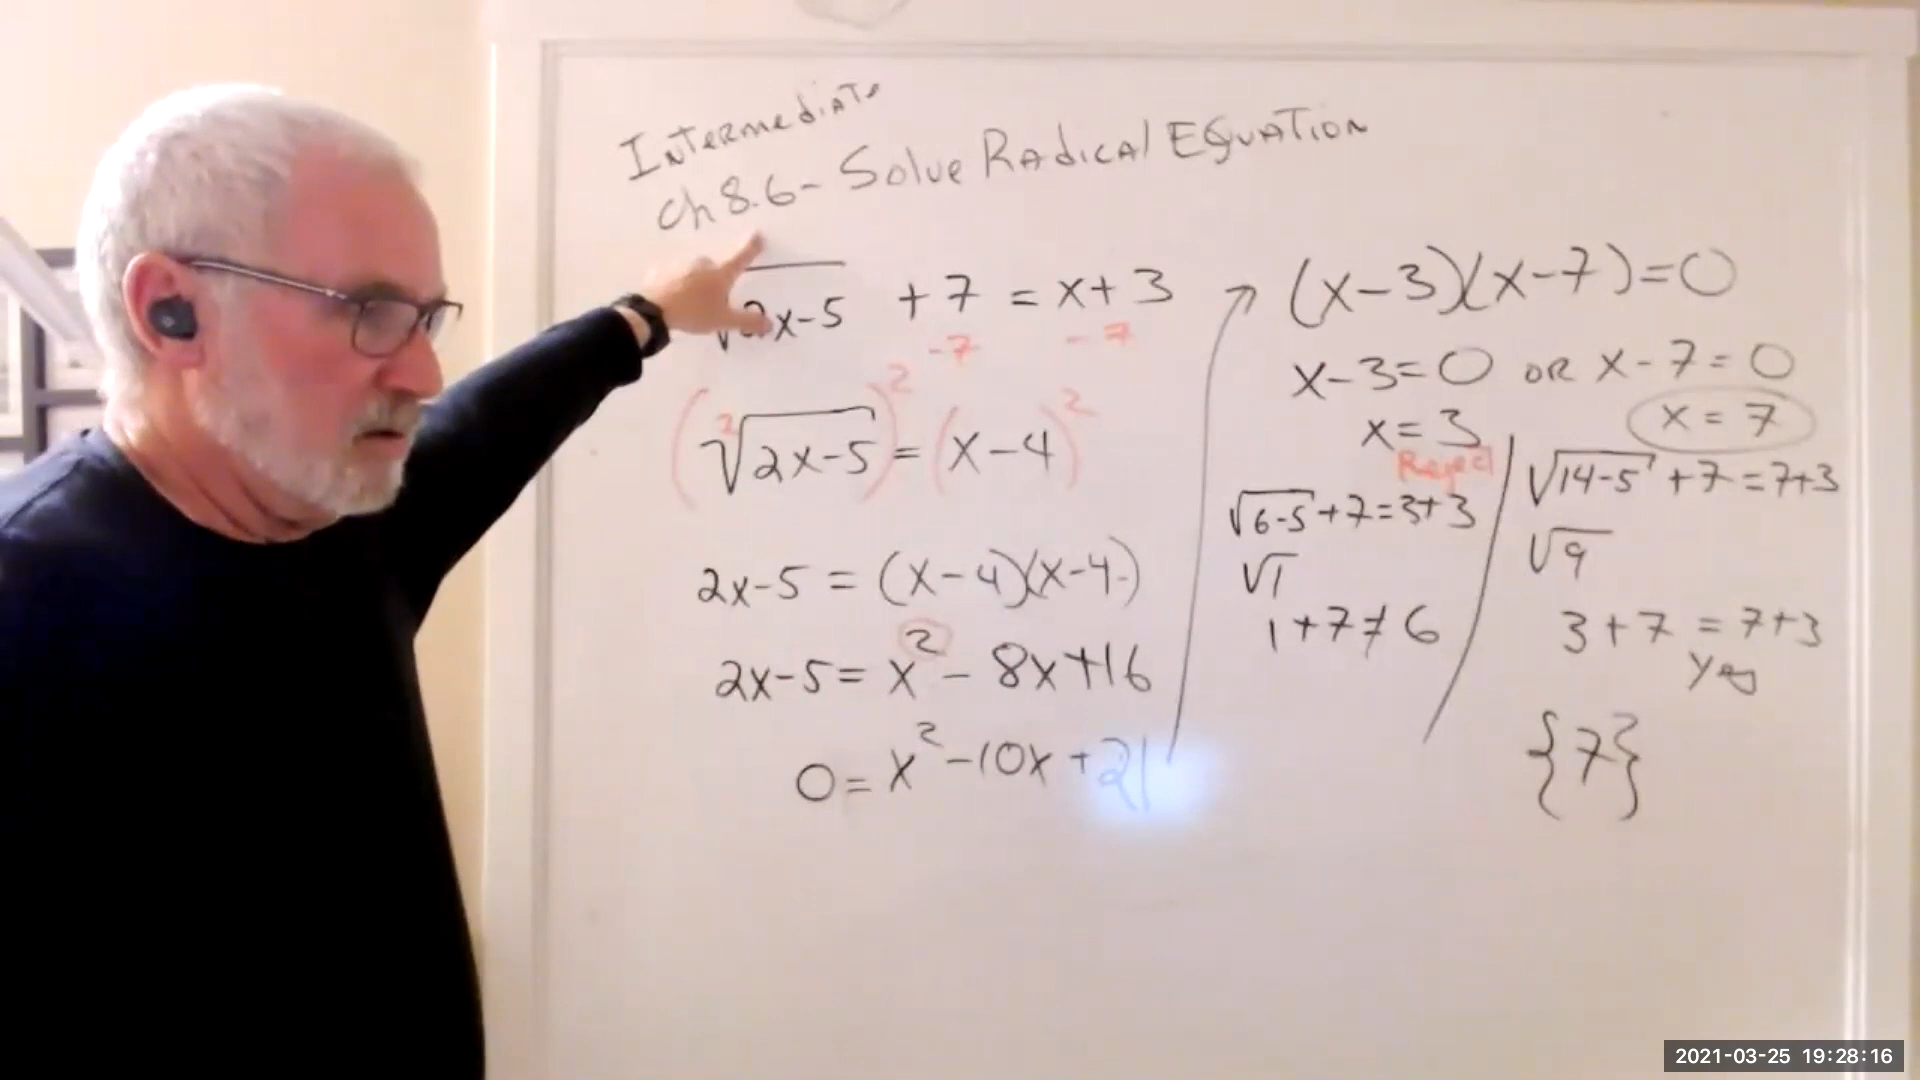 Intermediate
Ch 8.6 - Solve Radical Equation
√2x-5 + 7 = x + 3
-7 -7
(²√2x-5)² = (x-4)²
2x-5 = (x-4)(x-4)
2x-5 = x² - 8x + 16
0 = x² - 10x + 21
(x-3)(x-7) = 0
x-3 = 0 OR x-7 = 0
x = 3
Reject
√6-5 + 7 = 3+3
√1
1+7 ≠ 6
x = 7
√14-5 + 7 = 7+3
√9
3+7 = 7+3
Yes
{7}
2021-03-25 19:28:16